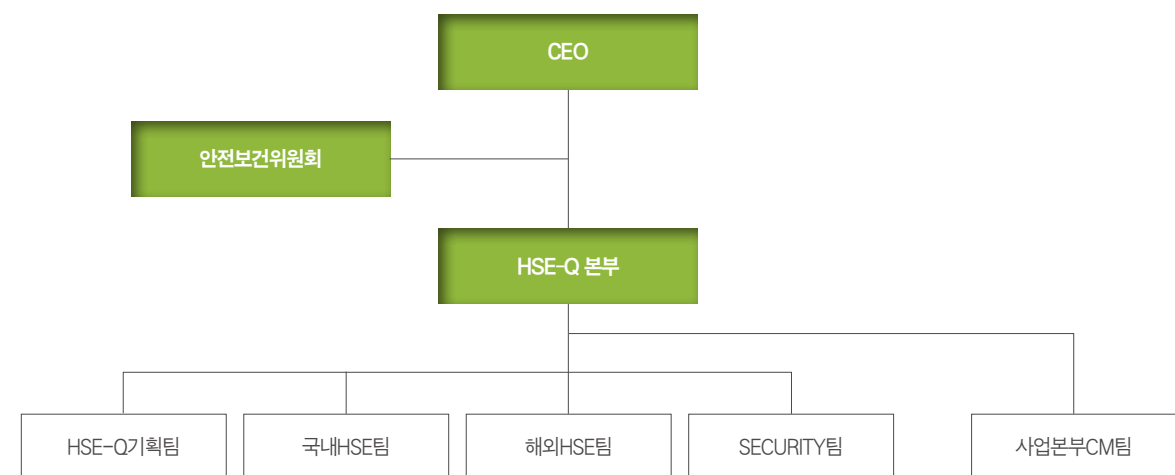 CEO
안전보건위원회
HSE-Q 본부
HSE-Q기획팀
국내HSE팀
해외HSE팀
SECURITY팀
사업본부CM팀